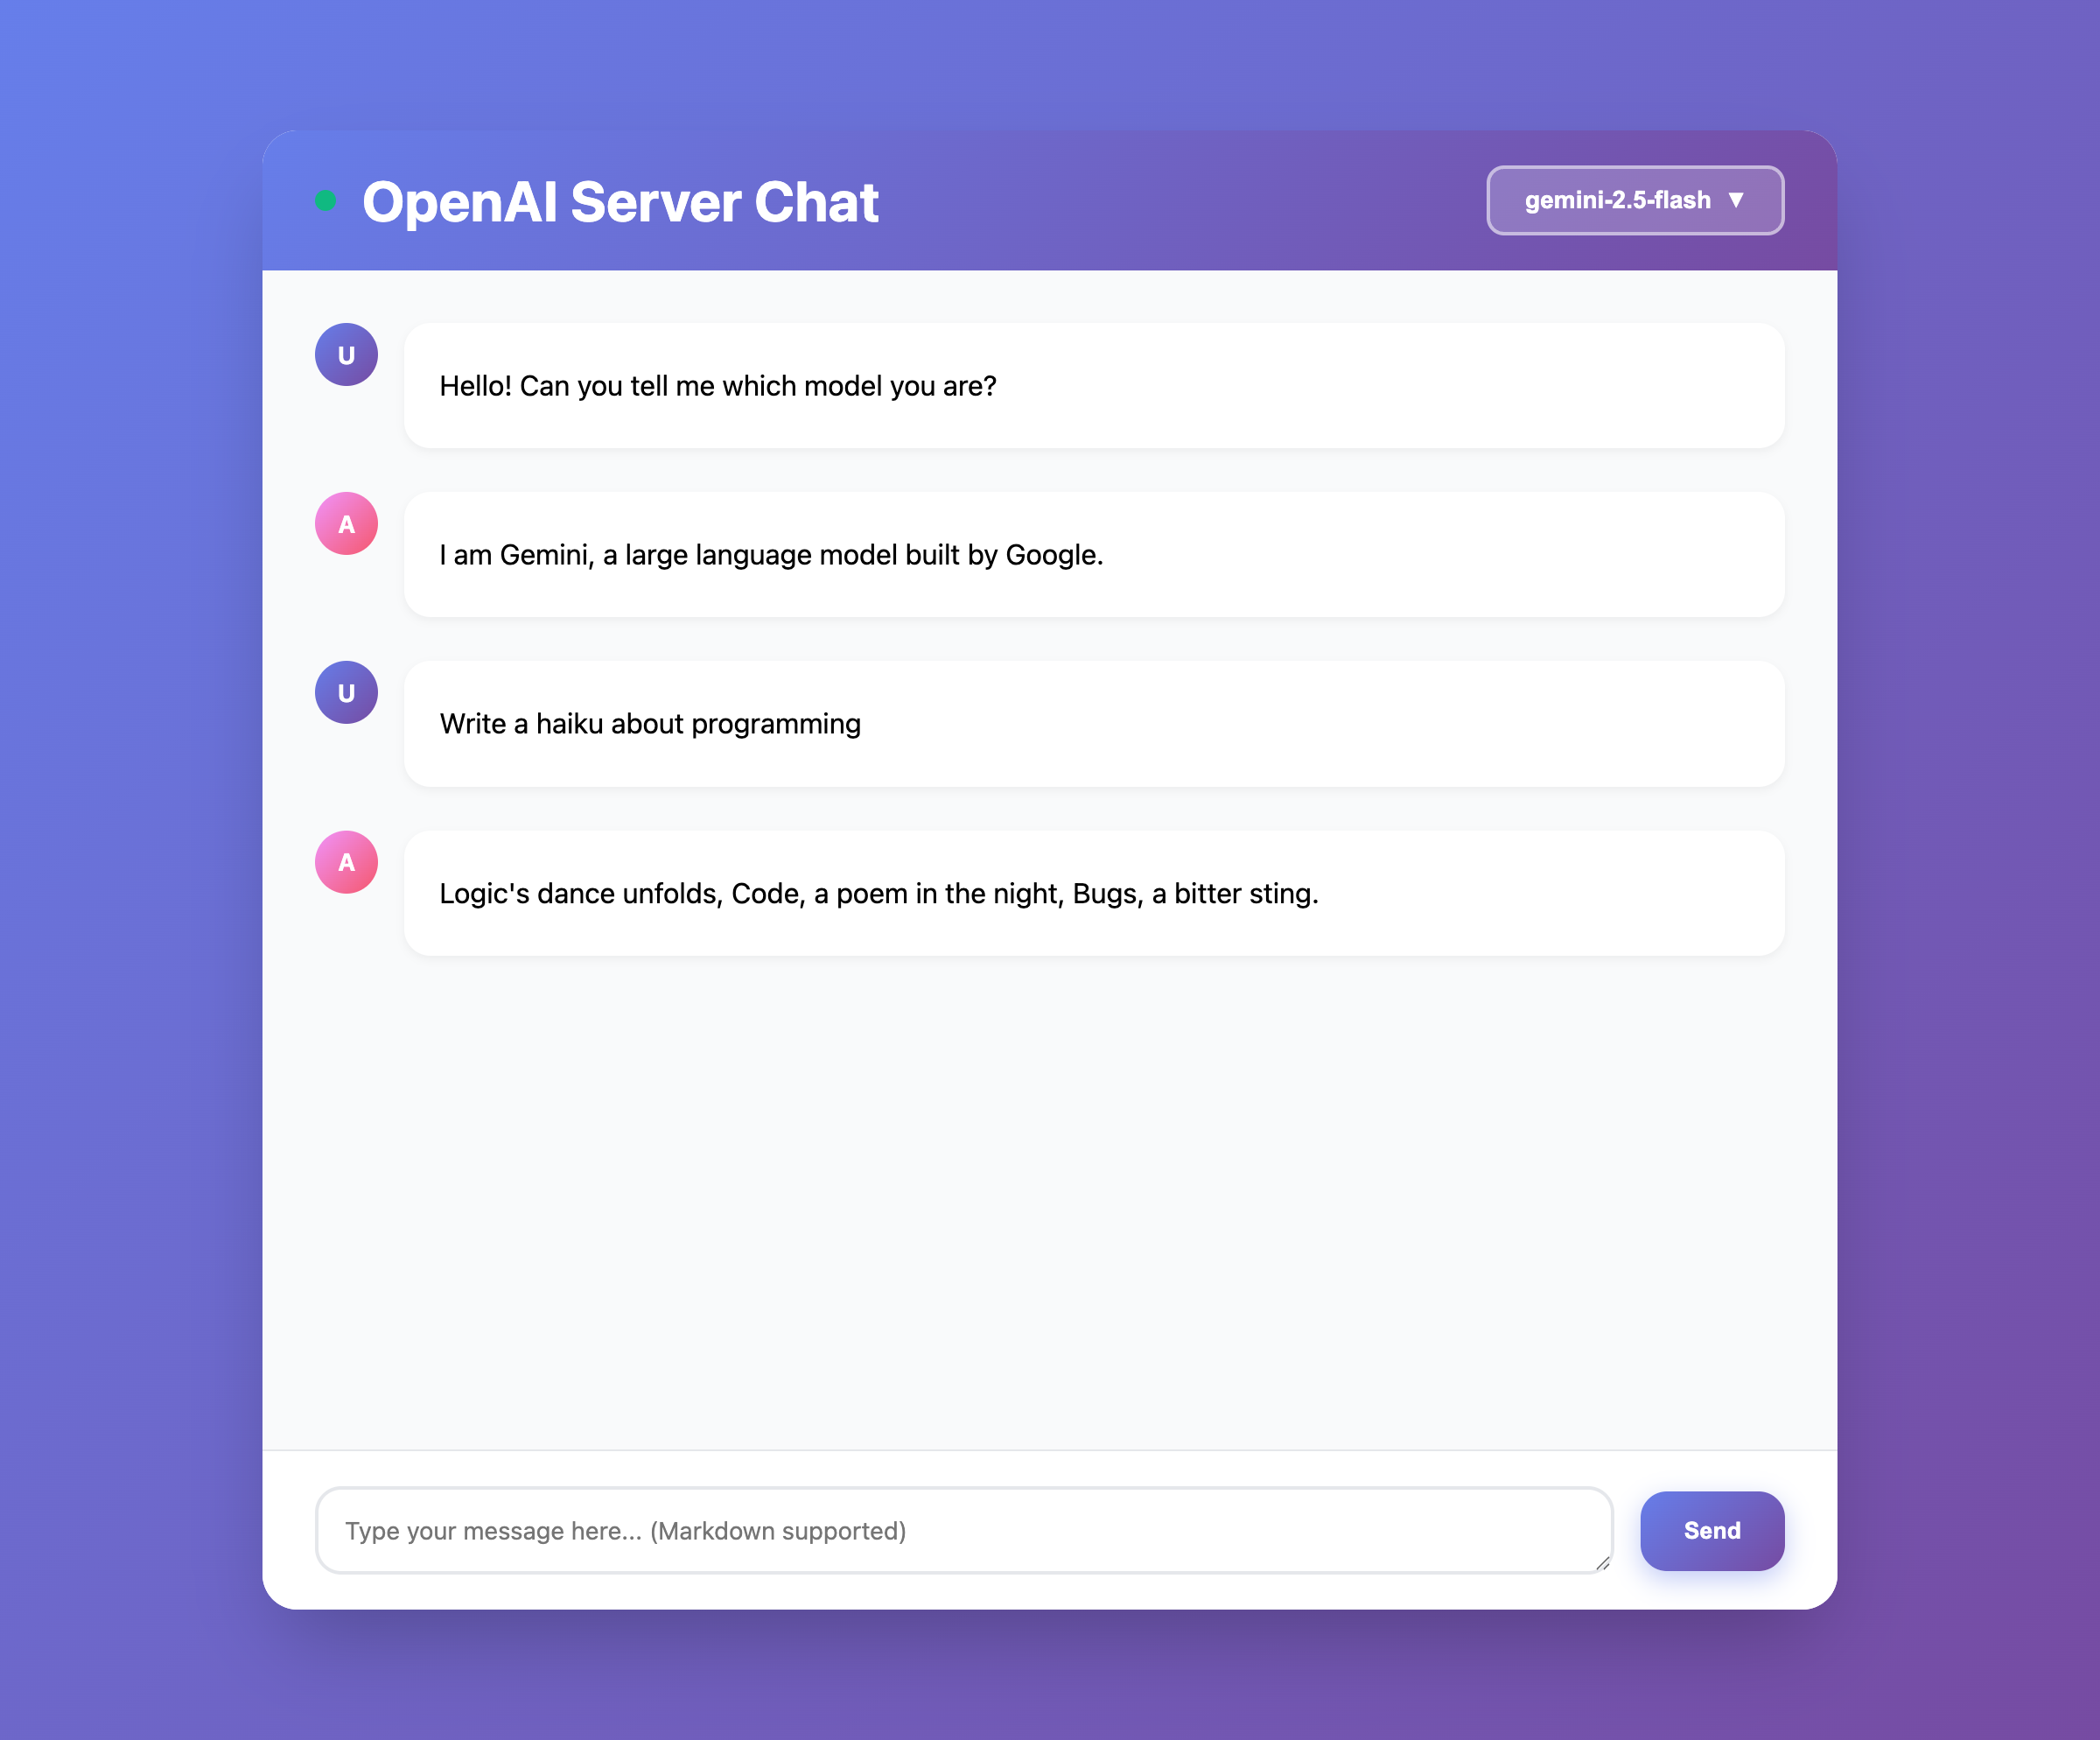 OpenAI Server Chat
gemini-2.5-flash ▼
U
Hello! Can you tell me which model you are?
A
I am Gemini, a large language model built by Google.
U
Write a haiku about programming
A
Logic's dance unfolds, Code, a poem in the night, Bugs, a bitter sting.
Type your message here... (Markdown supported)
Send